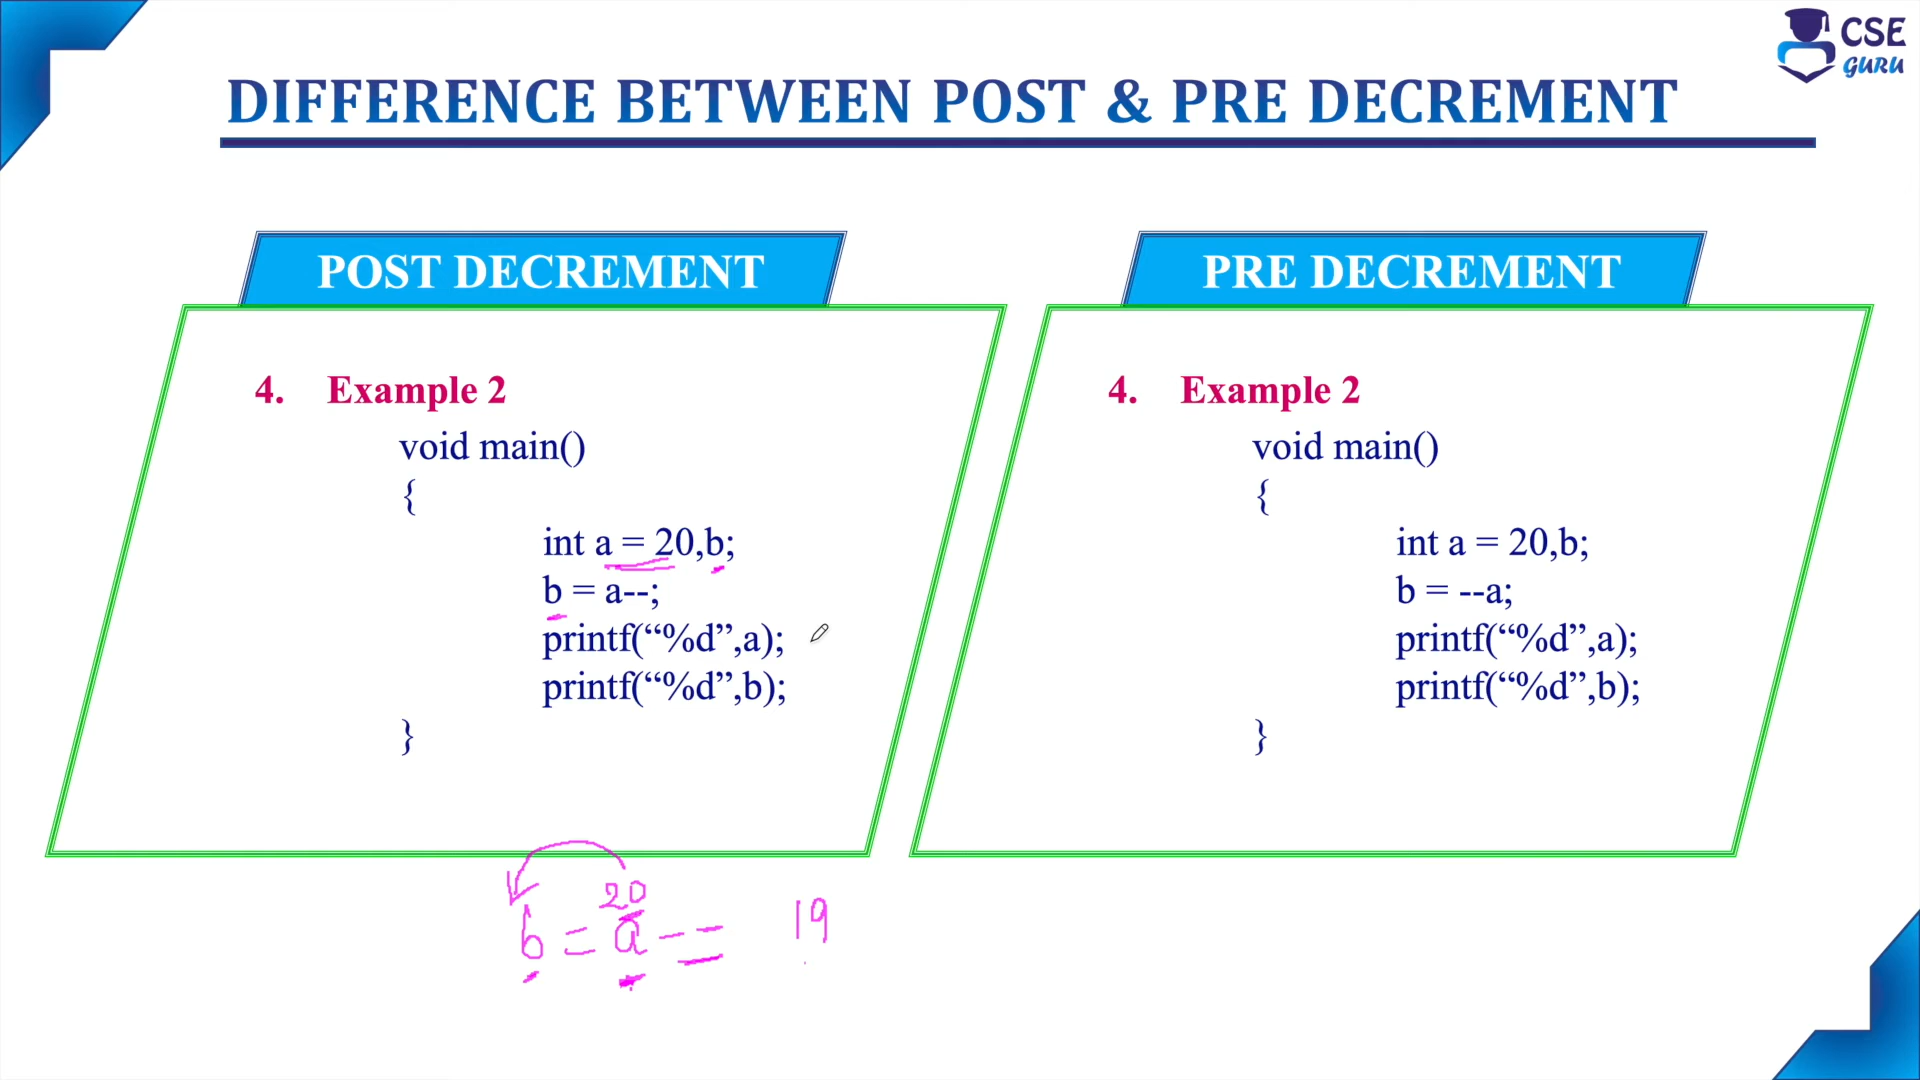 CSE
GURU
DIFFERENCE BETWEEN POST & PRE DECREMENT
POST DECREMENT
4. Example 2
void main()
{
int a = 20,b;
b = a--;
printf(“%d”,a);
printf(“%d”,b);
}
PRE DECREMENT
4. Example 2
void main()
{
int a = 20,b;
b = --a;
printf(“%d”,a);
printf(“%d”,b);
}
20
b = a -- 19